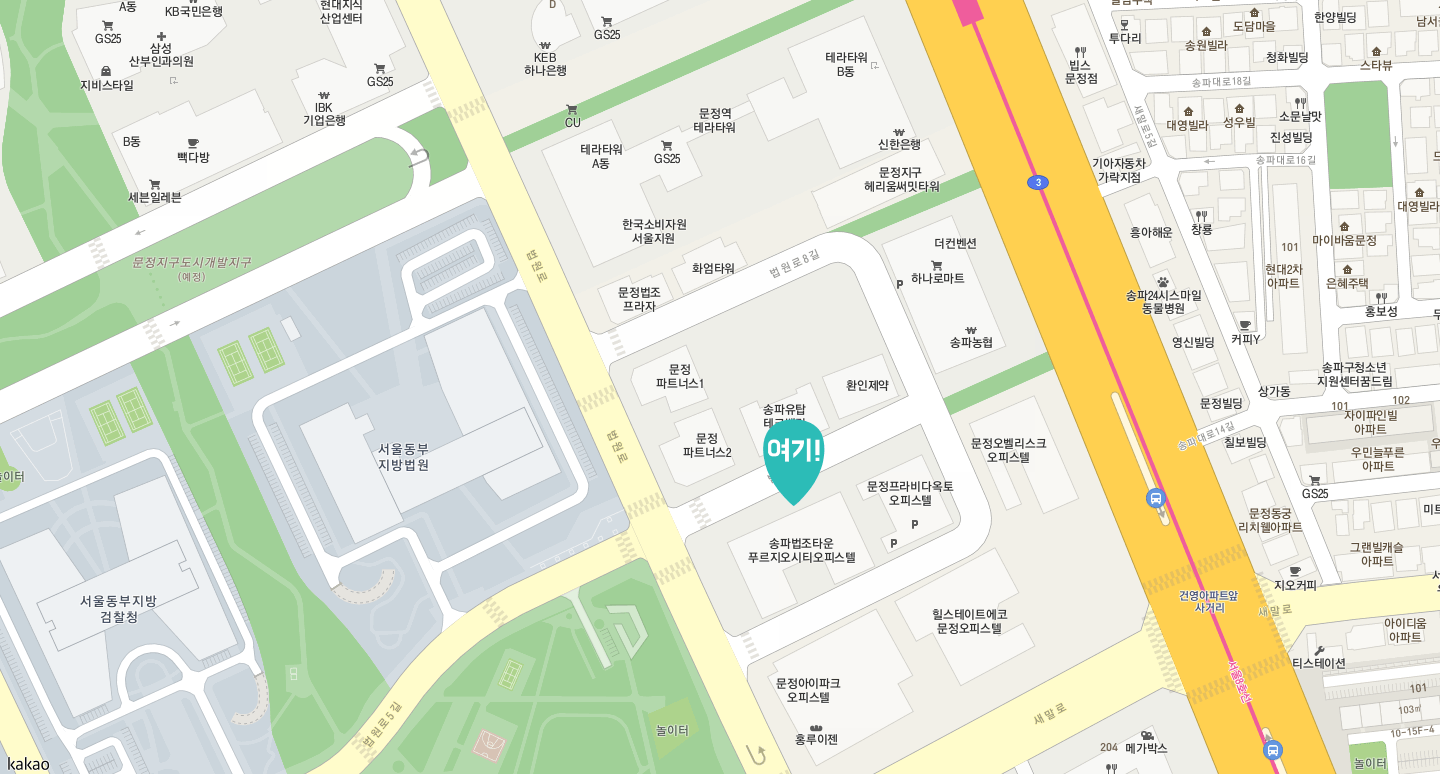 A동
KB국민은행
GS25
삼성
산부인과의원
지비스타일
현대지식
산업센터
GS25
IBK
기업은행
B동
빽다방
세븐일레븐
D
GS25
KEB
하나은행
CU
테라타워
A동
GS25
문정역
테라타워
테라타워
B동
신한은행
문정지구
헤리움써밋타워
한국소비자원
서울지원
화엄타워
문정법조
프라자
법원로
법원로8길
더컨벤션
P
하나로마트
송파농협
문정지구도시개발지구
(예정)
서울동부
지방법원
서울동부지방
검찰청
법원로
문정
파트너스1
문정
파트너스2
송파유탑
환인제약
여기!
문정프라비다옥토
오피스텔
P
P
송파법조타운
푸르지오시티오피스텔
문정오벨리스크
오피스텔
힐스테이트에코
문정오피스텔
문정아이파크
오피스텔
홍루이젠
법원로5길
놀이터
새말로
204
메가박스
3
투다리
빕스
문정점
송원빌라
도담마을
한양빌딩
청화빌딩
스타뷰
송파대로18길
새말로5길
대영빌라
성우빌
소문날맛
진성빌딩
기아자동차
가락지점
송파대로16길
대영빌라
흥아해운
창룡
마이바움문정
101
현대2차
아파트
은혜주택
송파24시스마일
동물병원
홍보성
커피Y
영신빌딩
송파구청소년
지원센터꿈드림
상가동
문정빌딩
101
102
자이파인빌
아파트
송파대로14길
칠보빌딩
우민늘푸른
아파트
GS25
문정동궁
리치웰아파트
그랜빌캐슬
아파트
지오커피
건영아파트앞
사거리
새말로
아이디움
아파트
티스테이션
서울8호선
101
103㎡
10-15F-4
놀이터
kakao